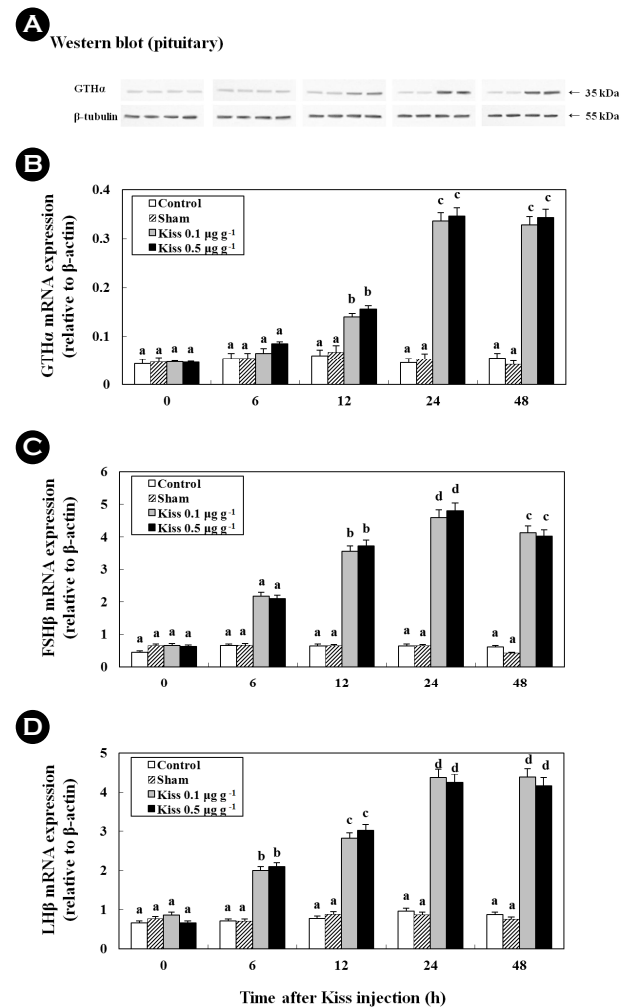 A
Western blot (pituitary)
GTHα
← 35 kDa
β-tubulin
← 55 kDa
B
GTHα mRNA expression
(relative to β-actin)
0.4
0.3
0.2
0.1
0
Control
Sham
Kiss 0.1 µg g⁻¹
Kiss 0.5 µg g⁻¹
a a a a
a a a a
a a b b
a a c c
a a c c
0 6 12 24 48
C
FSHβ mRNA expression
(relative to β-actin)
6
5
4
3
2
1
0
Control
Sham
Kiss 0.1 µg g⁻¹
Kiss 0.5 µg g⁻¹
a a a a
a a a a
a a b b
a a d d
a a c c
0 6 12 24 48
D
LHβ mRNA expression
(relative to β-actin)
5
4
3
2
1
0
Control
Sham
Kiss 0.1 µg g⁻¹
Kiss 0.5 µg g⁻¹
a a a a
a a b b
a a c c
a a d d
a a d d
0 6 12 24 48
Time after Kiss injection (h)